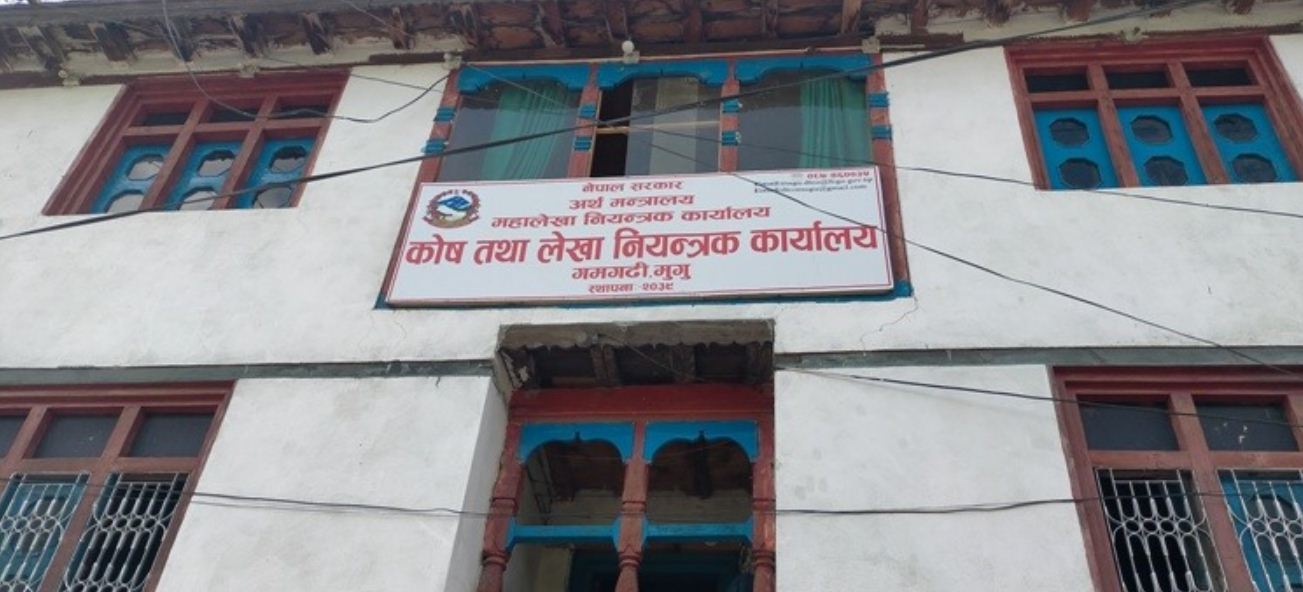 नेपाल सरकार
अर्थ मन्त्रालय
महालेखा नियन्त्रक कार्यालय
कोष तथा लेखा नियन्त्रक कार्यालय
गमगढी,मुगु
स्थापना २०३९